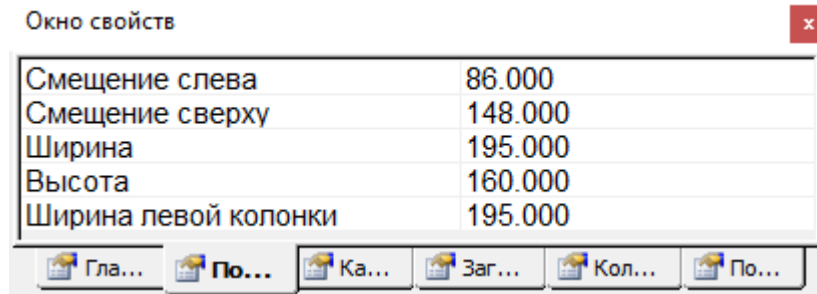 Окно свойств x
Смещение слева 86.000
Смещение сверху 148.000
Ширина 195.000
Высота 160.000
Ширина левой колонки 195.000
Гла... По... Ка... Заг... Кол... По...